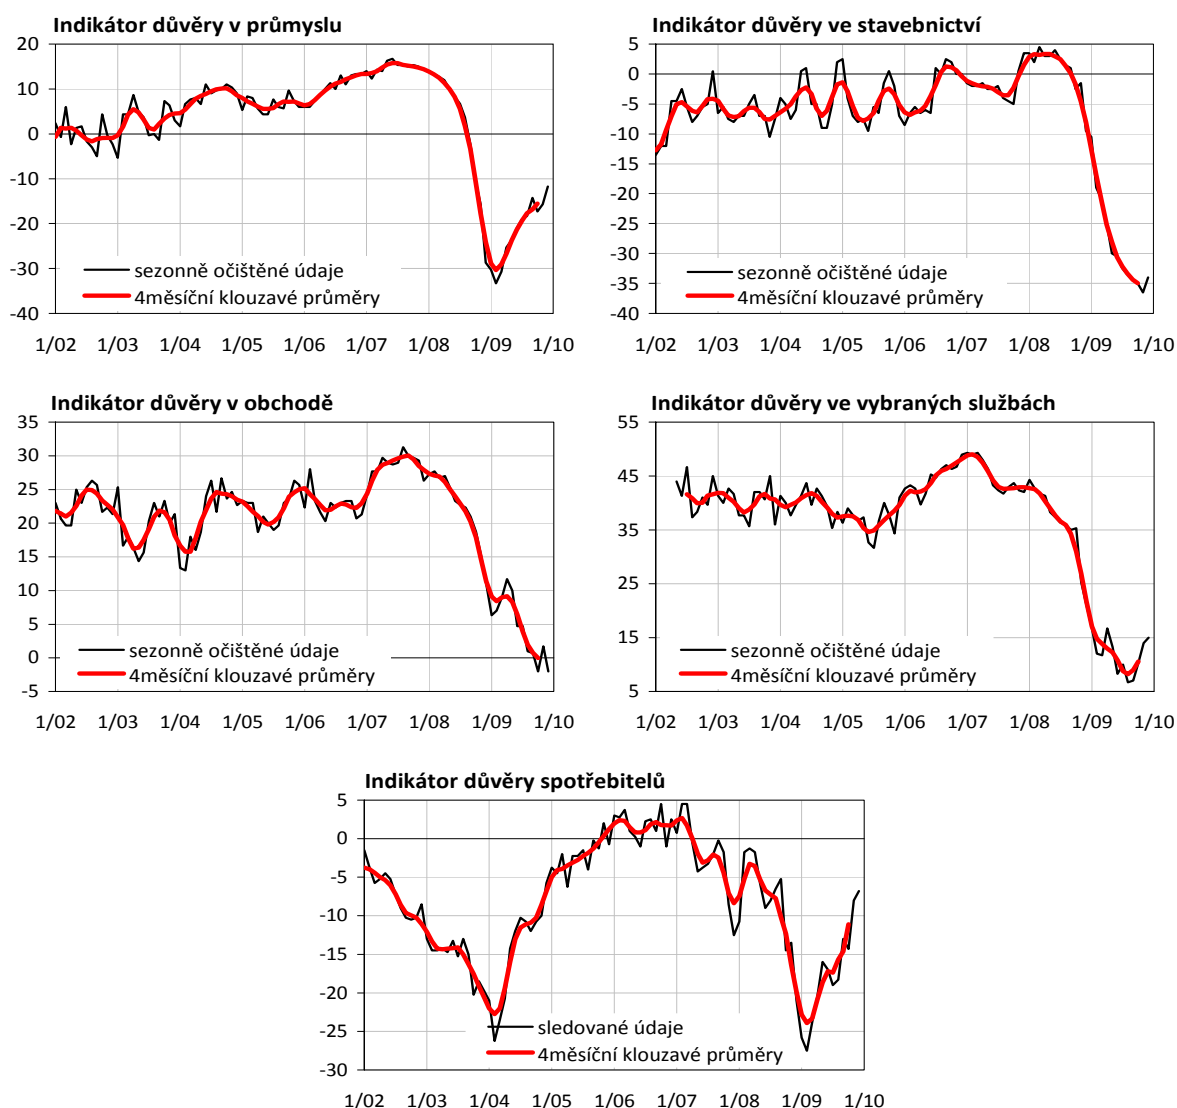 Indikátor důvěry v průmyslu
20
10
0
-10
-20
-30
-40
sezonně očištěné údaje
4měsíční klouzavé průměry
1/02 1/03 1/04 1/05 1/06 1/07 1/08 1/09 1/10
Indikátor důvěry ve stavebnictví
5
0
-5
-10
-15
-20
-25
-30
-35
-40
sezonně očištěné údaje
4měsíční klouzavé průměry
1/02 1/03 1/04 1/05 1/06 1/07 1/08 1/09 1/10
Indikátor důvěry v obchodě
35
30
25
20
15
10
5
0
-5
sezonně očištěné údaje
4měsíční klouzavé průměry
1/02 1/03 1/04 1/05 1/06 1/07 1/08 1/09 1/10
Indikátor důvěry ve vybraných službách
55
45
35
25
15
5
sezonně očištěné údaje
4měsíční klouzavé průměry
1/02 1/03 1/04 1/05 1/06 1/07 1/08 1/09 1/10
Indikátor důvěry spotřebitelů
5
0
-5
-10
-15
-20
-25
-30
sledované údaje
4měsíční klouzavé průměry
1/02 1/03 1/04 1/05 1/06 1/07 1/08 1/09 1/10